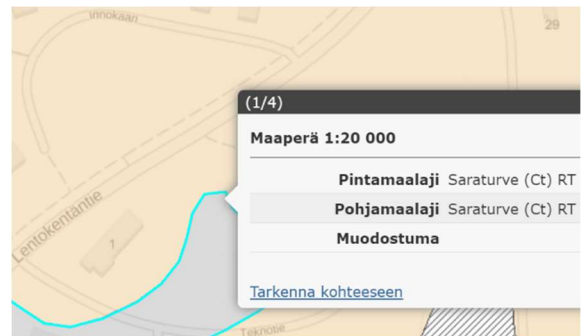 Innokaari
29
(1/4)
Maaperä 1:20 000
Pintamaalaji Saraturve (Ct) RT
Pohjamaalaji Saraturve (Ct) RT
Muodostuma
Lentokentäntie
1
Tarkenna kohteeseen
Teknotie